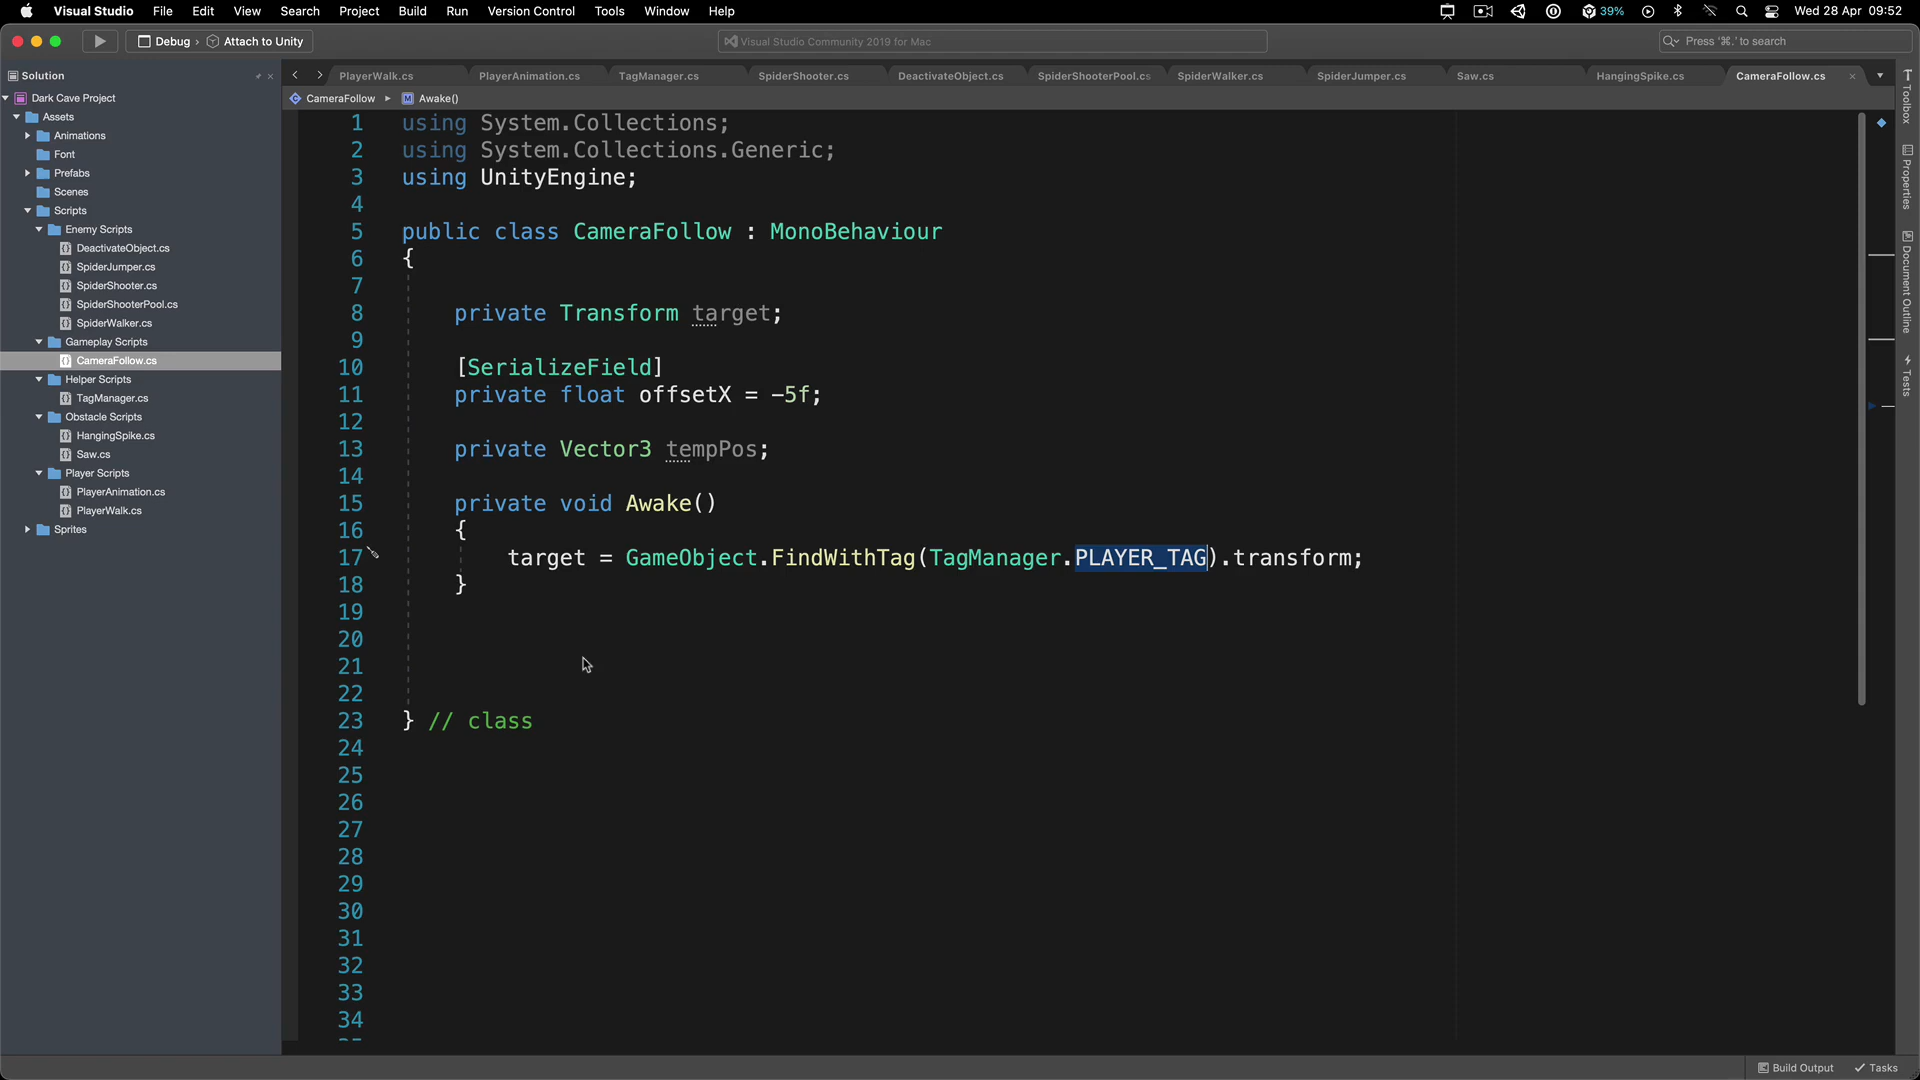 Visual Studio File Edit View Search Project Build Run Version Control Tools Window Help 39% Wed 28 Apr 09:52
Debug › Attach to Unity Visual Studio Community 2019 for Mac Press '⌘.' to search
Solution
PlayerWalk.cs PlayerAnimation.cs TagManager.cs SpiderShooter.cs DeactivateObject.cs SpiderShooterPool.cs SpiderWalker.cs SpiderJumper.cs Saw.cs HangingSpike.cs CameraFollow.cs
CameraFollow Awake()
Dark Cave Project
Assets
Animations
Font
Prefabs
Scenes
Scripts
Enemy Scripts
DeactivateObject.cs
SpiderJumper.cs
SpiderShooter.cs
SpiderShooterPool.cs
SpiderWalker.cs
Gameplay Scripts
CameraFollow.cs
Helper Scripts
TagManager.cs
Obstacle Scripts
HangingSpike.cs
Saw.cs
Player Scripts
PlayerAnimation.cs
PlayerWalk.cs
Sprites
1 using System.Collections;
2 using System.Collections.Generic;
3 using UnityEngine;
4
5 public class CameraFollow : MonoBehaviour
6 {
7
8 private Transform target;
9
10 [SerializeField]
11 private float offsetX = -5f;
12
13 private Vector3 tempPos;
14
15 private void Awake()
16 {
17 target = GameObject.FindWithTag(TagManager.PLAYER_TAG).transform;
18 }
19
20
21
22
23 } // class
24
25
26
27
28
29
30
31
32
33
34
Toolbox
Properties
Document Outline
Tests
Build Output Tasks